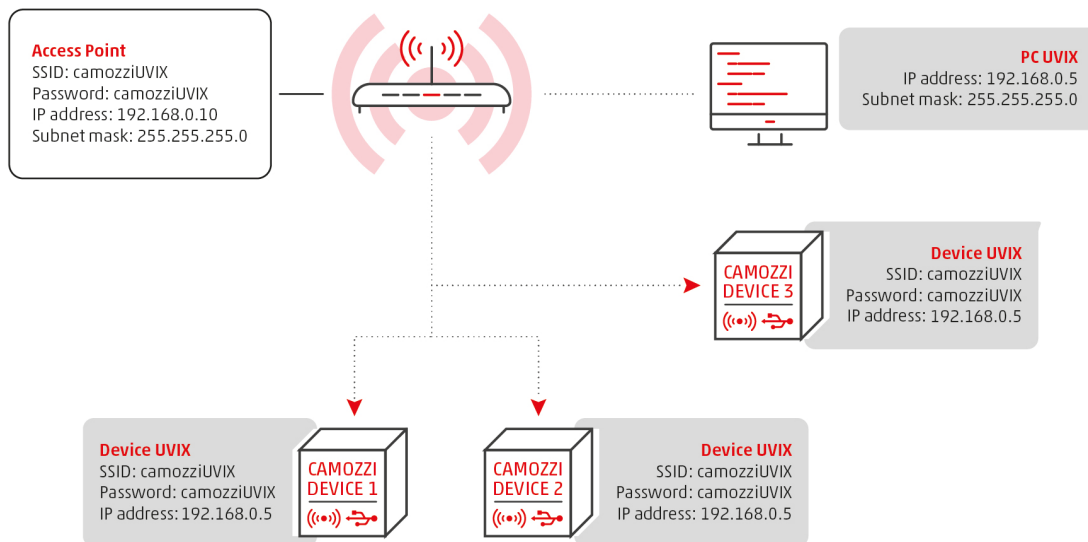 Access Point
SSID: camozziUVIX
Password: camozziUVIX
IP address: 192.168.0.10
Subnet mask: 255.255.255.0
PC UVIX
IP address: 192.168.0.5
Subnet mask: 255.255.255.0
CAMOZZI
DEVICE 3
Device UVIX
SSID: camozziUVIX
Password: camozziUVIX
IP address: 192.168.0.5
Device UVIX
SSID: camozziUVIX
Password: camozziUVIX
IP address: 192.168.0.5
CAMOZZI
DEVICE 1
CAMOZZI
DEVICE 2
Device UVIX
SSID: camozziUVIX
Password: camozziUVIX
IP address: 192.168.0.5